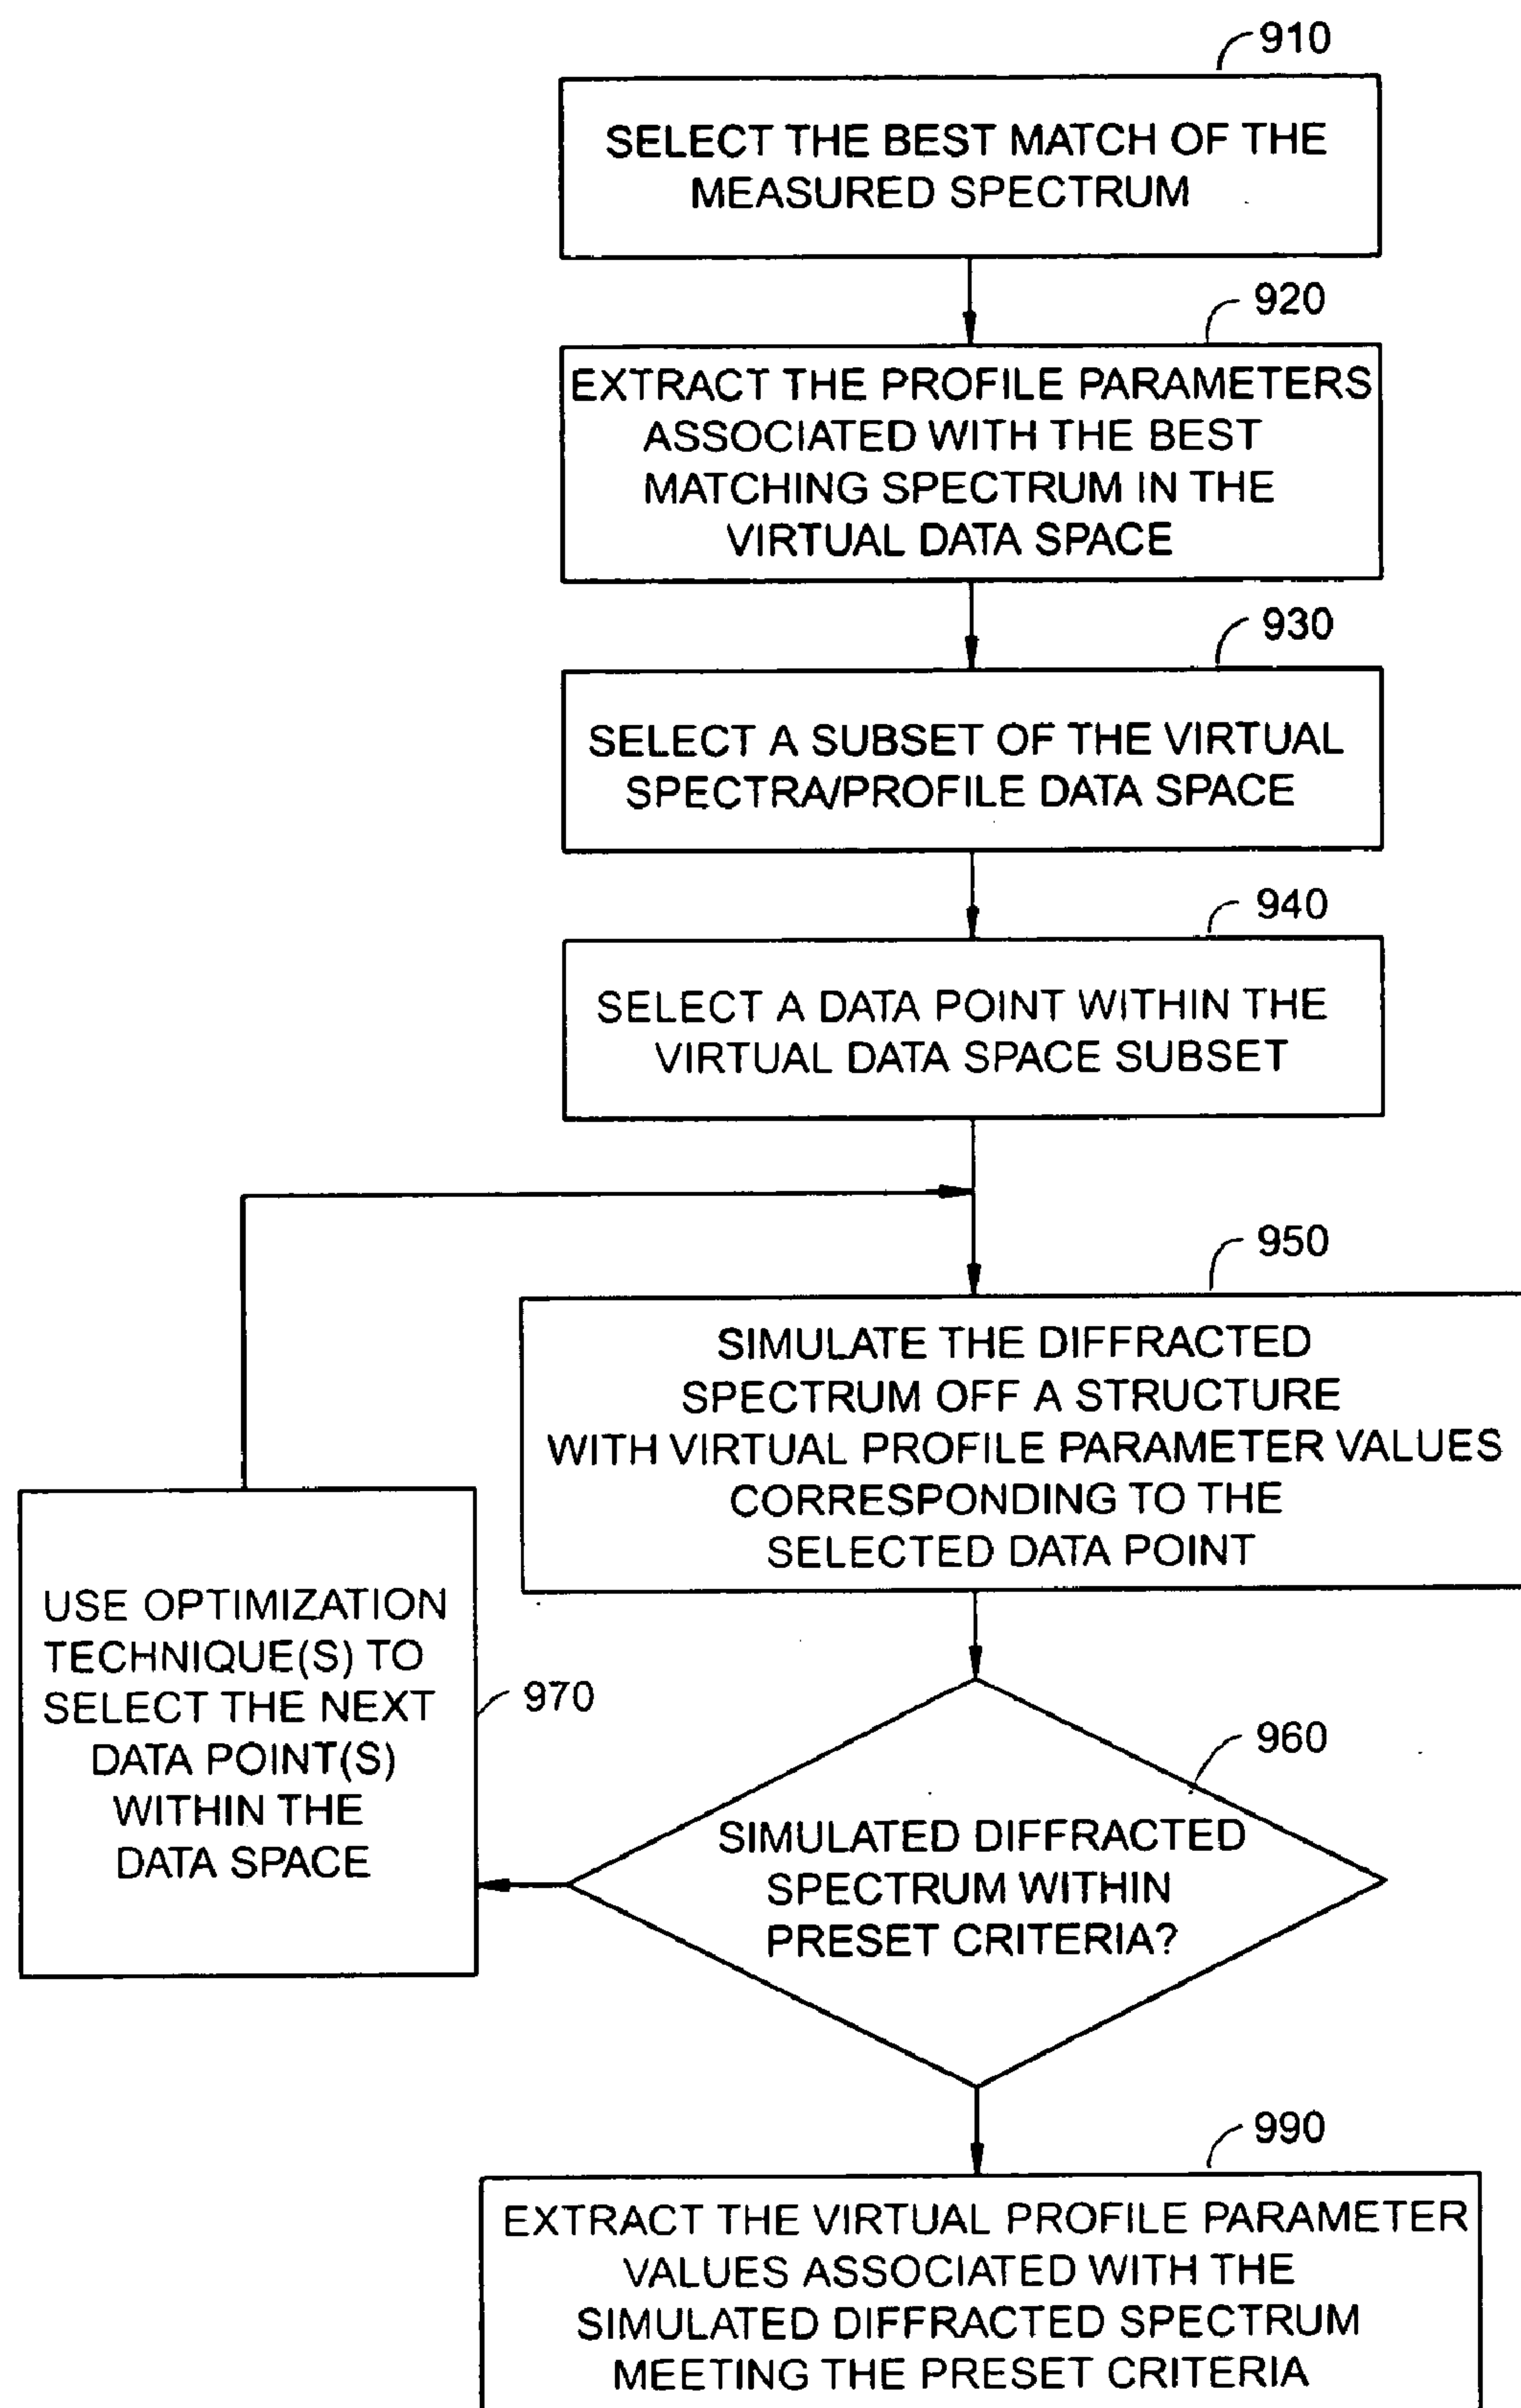 910
SELECT THE BEST MATCH OF THE
MEASURED SPECTRUM
920
EXTRACT THE PROFILE PARAMETERS
ASSOCIATED WITH THE BEST
MATCHING SPECTRUM IN THE
VIRTUAL DATA SPACE
930
SELECT A SUBSET OF THE VIRTUAL
SPECTRA/PROFILE DATA SPACE
940
SELECT A DATA POINT WITHIN THE
VIRTUAL DATA SPACE SUBSET
950
SIMULATE THE DIFFRACTED
SPECTRUM OFF A STRUCTURE
WITH VIRTUAL PROFILE PARAMETER VALUES
CORRESPONDING TO THE
SELECTED DATA POINT
USE OPTIMIZATION
TECHNIQUE(S) TO
SELECT THE NEXT
DATA POINT(S)
WITHIN THE
DATA SPACE
970
960
SIMULATED DIFFRACTED
SPECTRUM WITHIN
PRESET CRITERIA?
990
EXTRACT THE VIRTUAL PROFILE PARAMETER
VALUES ASSOCIATED WITH THE
SIMULATED DIFFRACTED SPECTRUM
MEETING THE PRESET CRITERIA